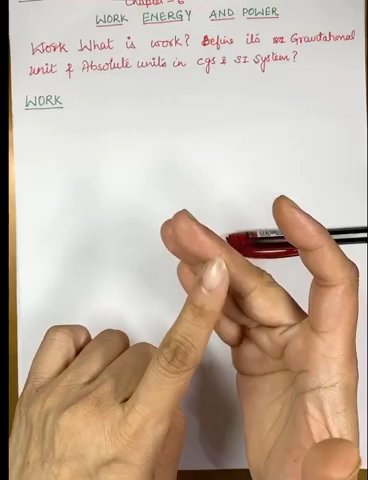 Chapter - 6
WORK ENERGY AND POWER
Work What is work? Define its Gravitational
unit & Absolute units in cgs & SI System?
WORK